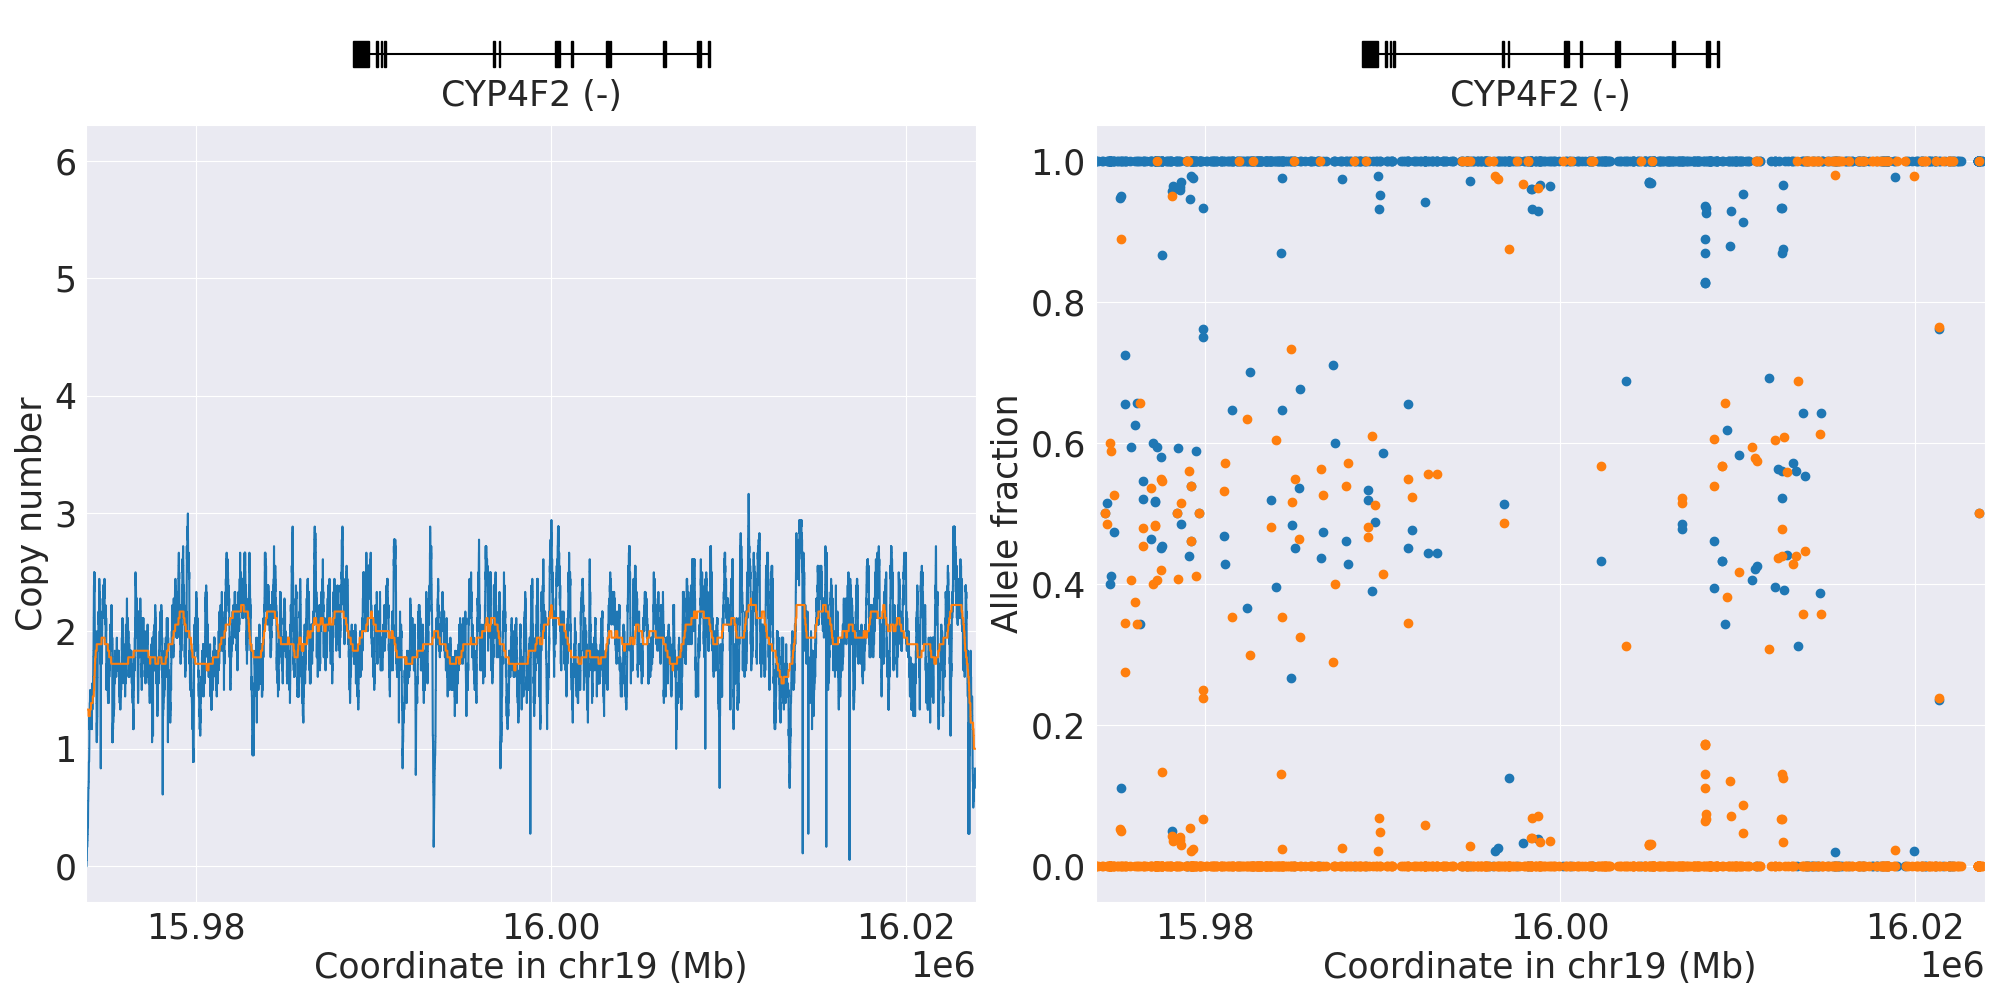 CYP4F2 (-)
6
5
4
3
2
1
0
Copy number
15.98
16.00
16.02
Coordinate in chr19 (Mb)
1e6
CYP4F2 (-)
1.0
0.8
0.6
0.4
0.2
0.0
Allele fraction
15.98
16.00
16.02
Coordinate in chr19 (Mb)
1e6